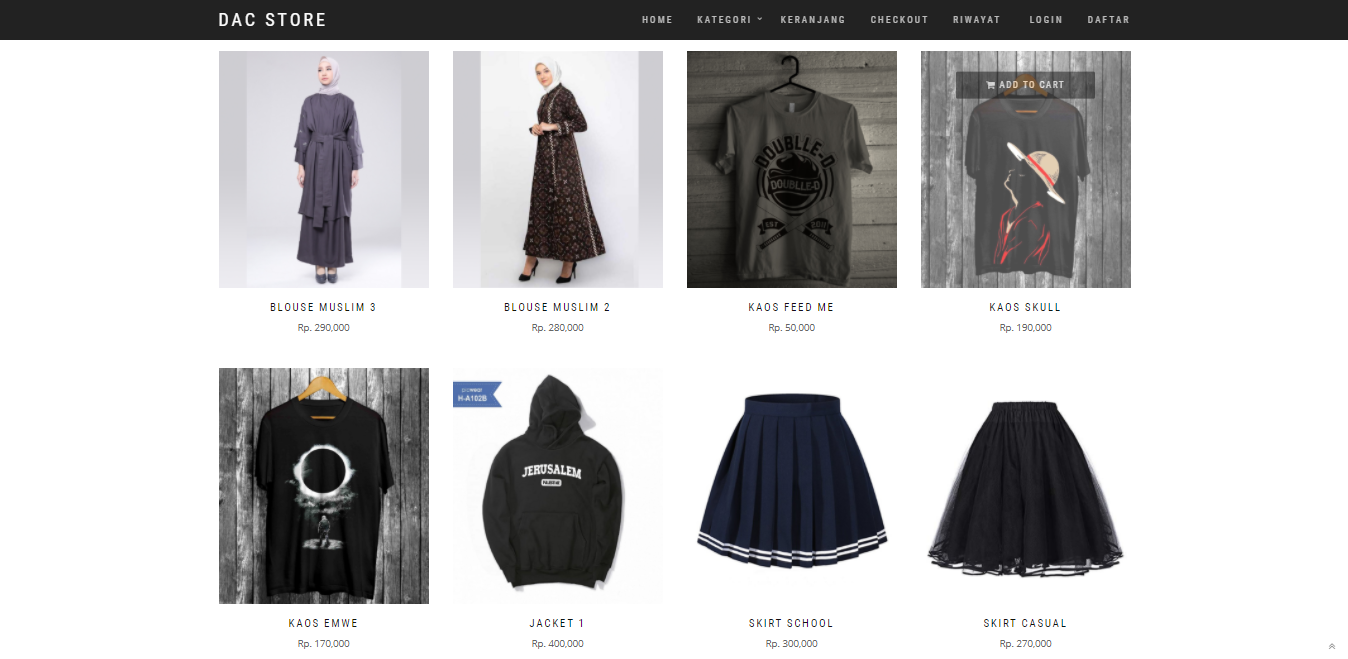 DAC STORE
HOME KATEGORI KERANJANG CHECKOUT RIWAYAT LOGIN DAFTAR
ADD TO CART
DOUBLLE-D
DOUBLLE-D
BLOUSE MUSLIM 3
BLOUSE MUSLIM 2
KAOS FEED ME
KAOS SKULL
Rp. 290,000
Rp. 280,000
Rp. 50,000
Rp. 190,000
H-A102B
JERUSALEM
KAOS EMWE
JACKET 1
SKIRT SCHOOL
SKIRT CASUAL
Rp. 170,000
Rp. 400,000
Rp. 300,000
Rp. 270,000